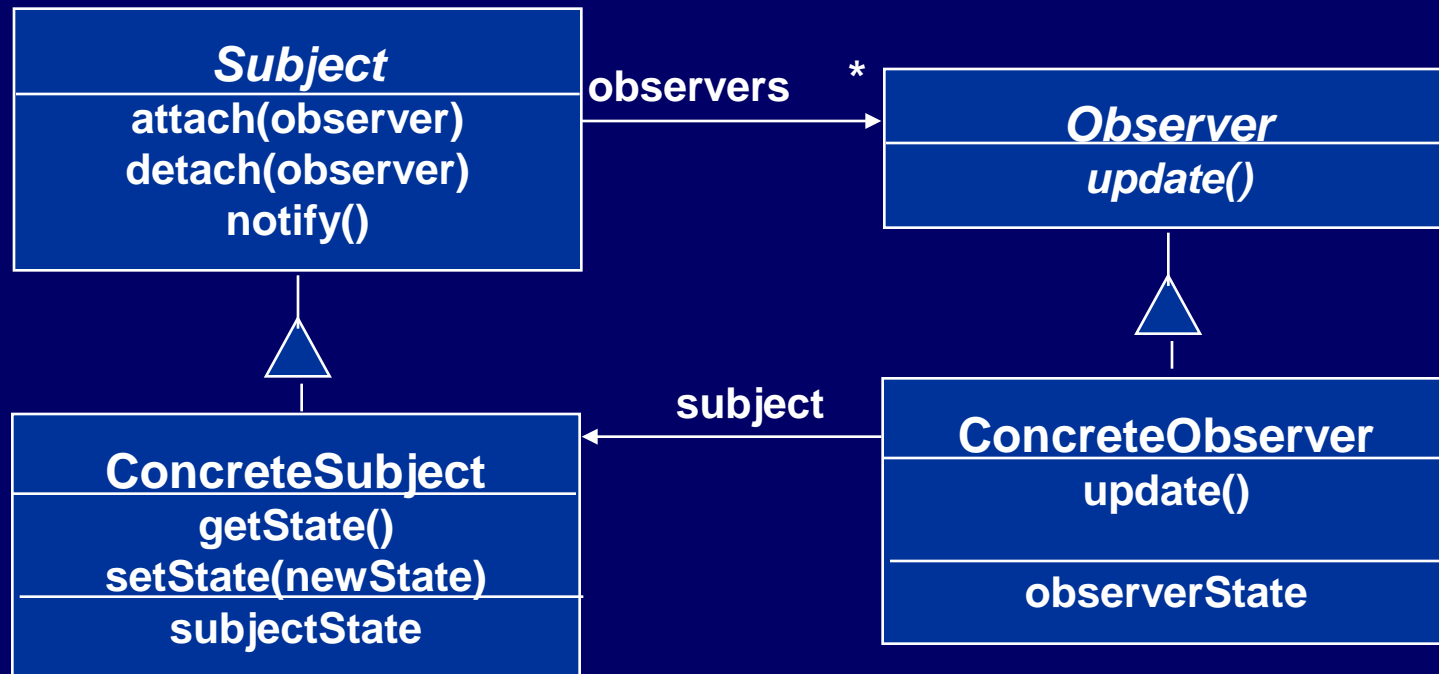 Subject
attach(observer)
detach(observer)
notify()
observers *
Observer
update()
subject
ConcreteSubject
getState()
setState(newState)
subjectState
ConcreteObserver
update()
observerState